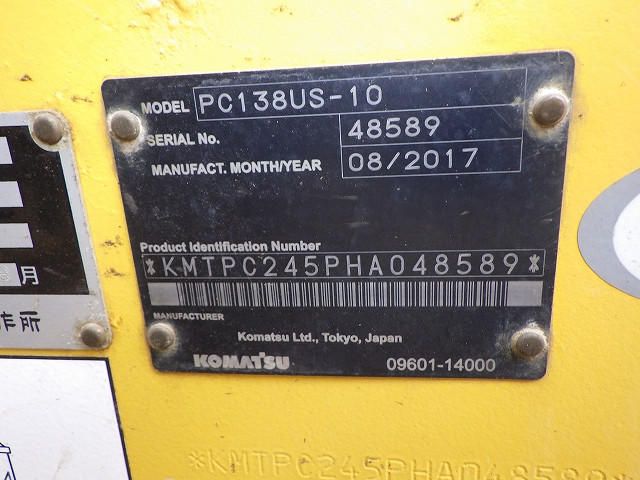 MODEL PC138US-10
SERIAL No. 48589
MANUFACT. MONTH/YEAR 08/2017
Product Identification Number
*KMTPC245PHA048589*
MANUFACTURER
Komatsu Ltd., Tokyo, Japan
KOMATSU 09601-14000
月
作所
*KMTPC245PHA048589*